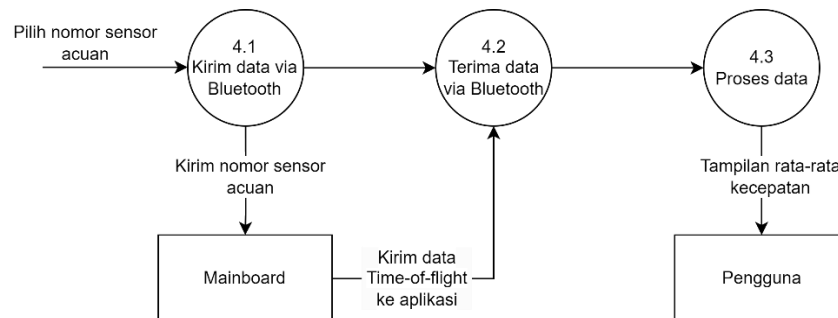 Pilih nomor sensor
acuan
4.1
Kirim data via
Bluetooth
4.2
Terima data
via Bluetooth
4.3
Proses data
Kirim nomor sensor
acuan
Tampilan rata-rata
kecepatan
Mainboard
Kirim data
Time-of-flight
ke aplikasi
Pengguna